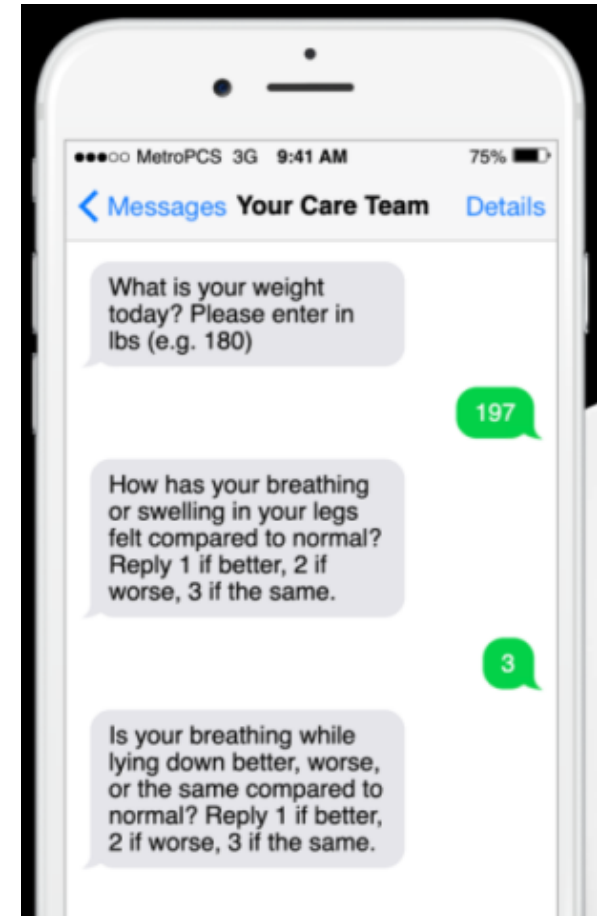 MetroPCS 3G 9:41 AM 75%
Messages Your Care Team Details
What is your weight
today? Please enter in
lbs (e.g. 180)
197
How has your breathing
or swelling in your legs
felt compared to normal?
Reply 1 if better, 2 if
worse, 3 if the same.
3
Is your breathing while
lying down better, worse,
or the same compared to
normal? Reply 1 if better,
2 if worse, 3 if the same.